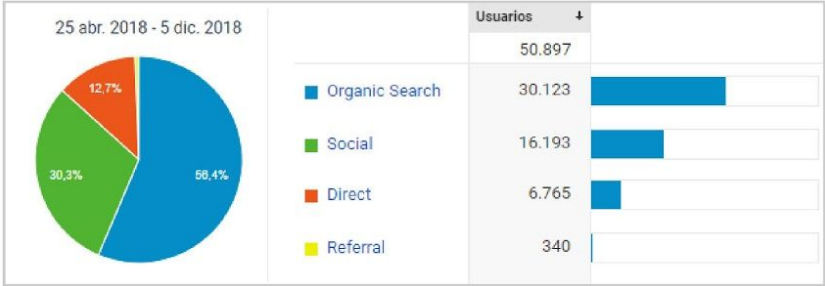 25 abr. 2018 - 5 dic. 2018
12,7%
30,3%
56,4%
Usuarios
50.897
Organic Search 30.123
Social 16.193
Direct 6.765
Referral 340